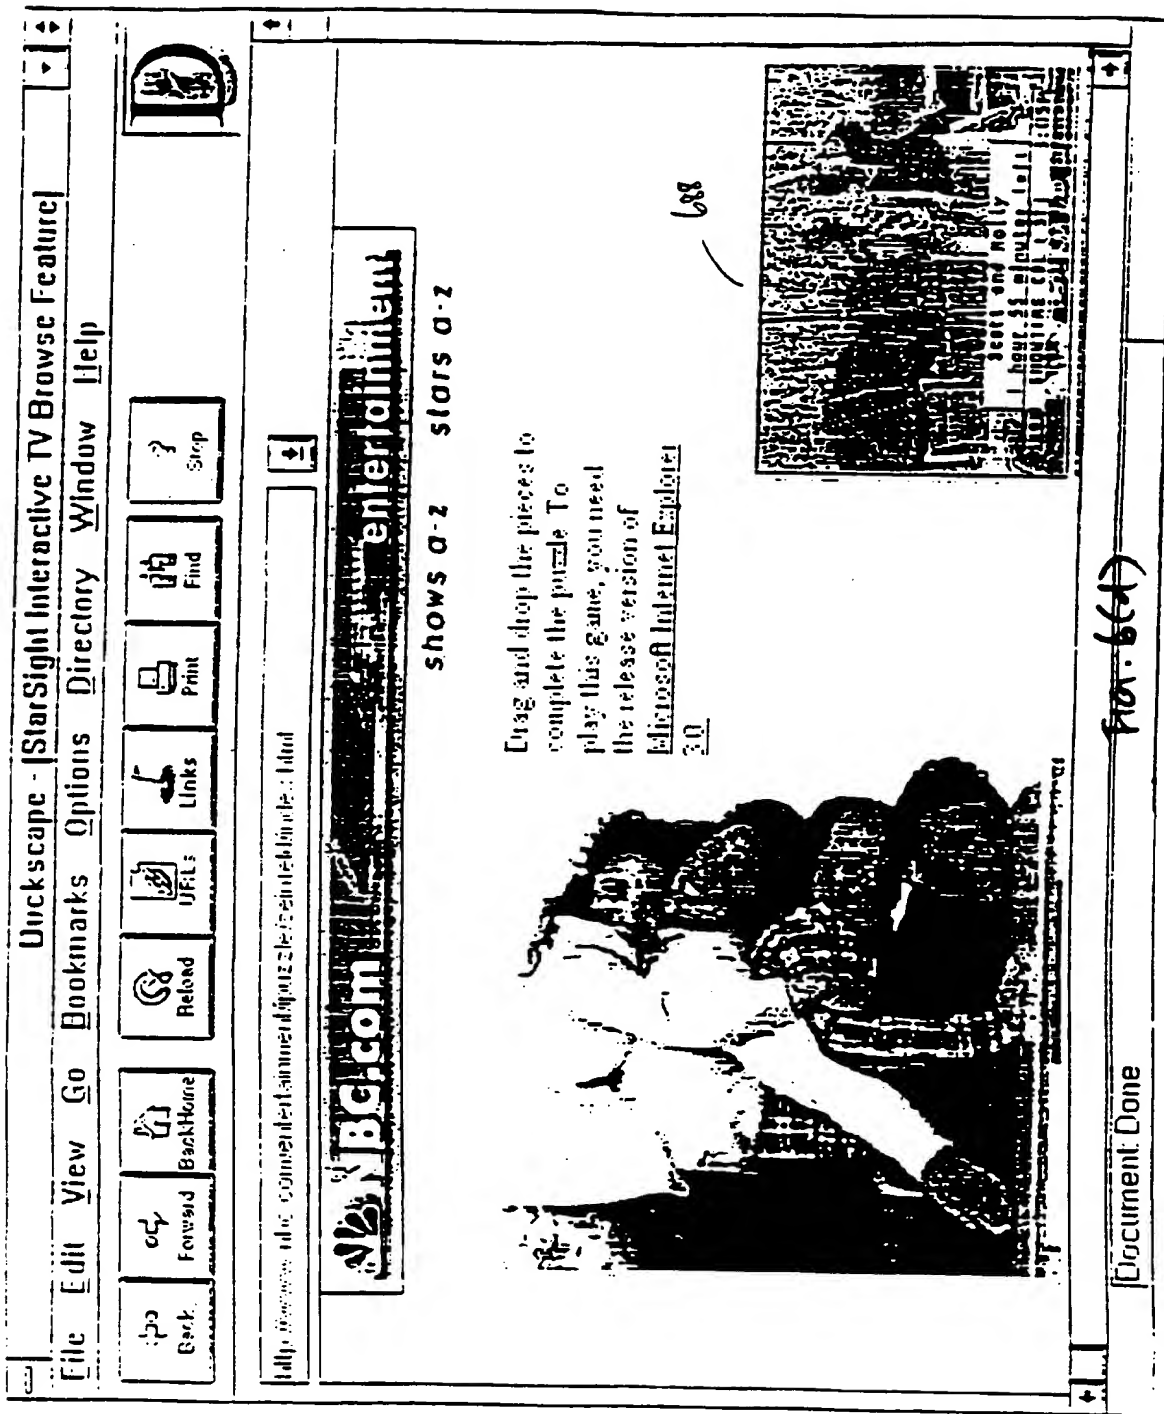 Duckscape - [StarSight Interactive TV Browse Feature]
File Edit View Go Bookmarks Options Directory Window Help
Back Forward BackHome Reload URLs Links Print Find Stop
BC.com entertainment
shows a-z stars a-z
Drag and drop the pieces to
complete the puzzle To
play this game, you need
the release version of
Microsoft Internet Explorer
3.0
688
Scott and Molly
1 hour 55 minutes left
Document Done
FIG. 6(d)